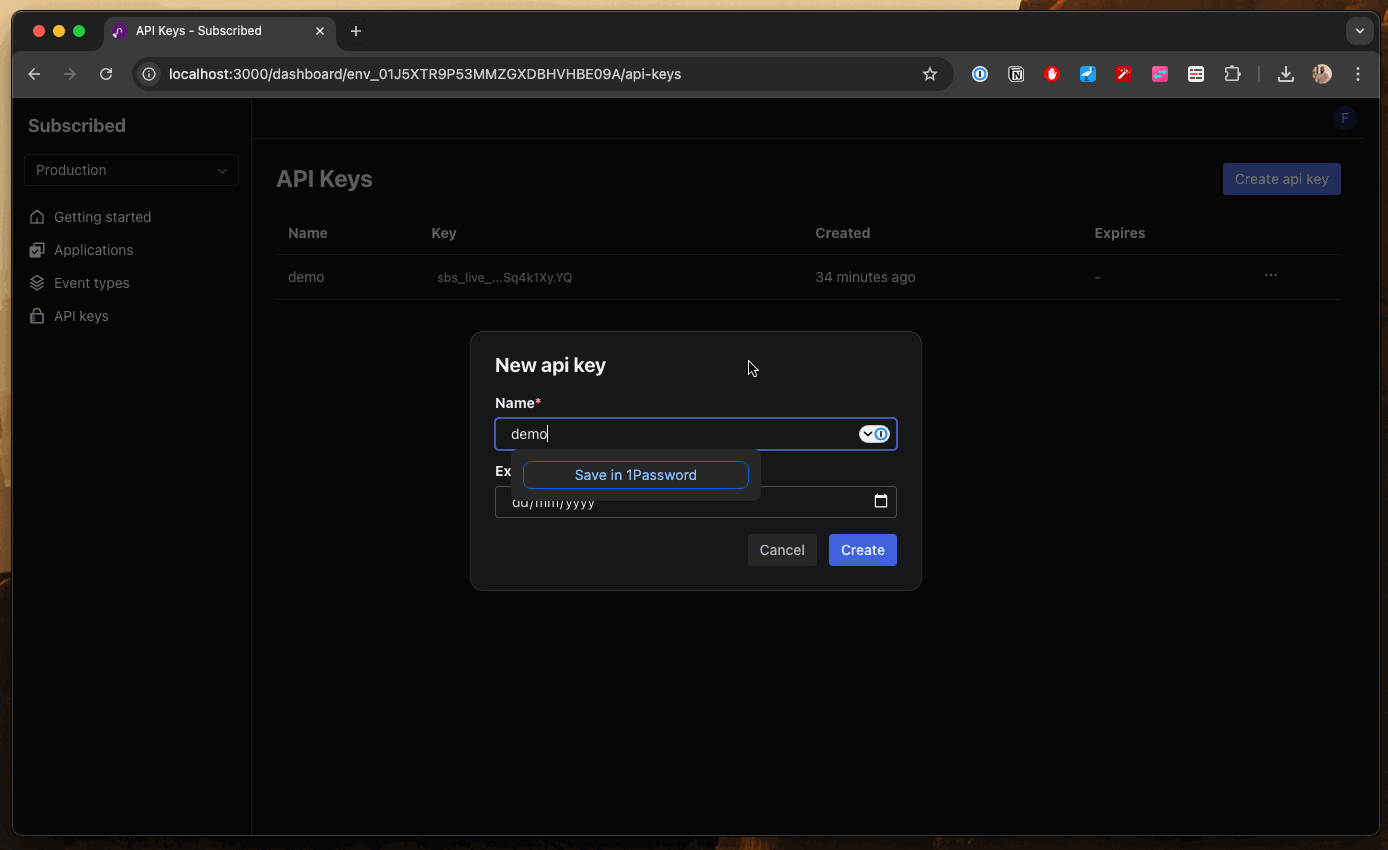 API Keys - Subscribed
localhost:3000/dashboard/env_01J5XTR9P53MMZGXDBHVHBE09A/api-keys
Subscribed
F
Production
API Keys
Create api key
Getting started
Applications
Event types
API keys
Name Key Created Expires
demo sbs_live_...Sq4k1Xy.YQ 34 minutes ago - ...
New api key
Name*
demo
Ex
Save in 1Password
dd/mm/yyyy
Cancel Create